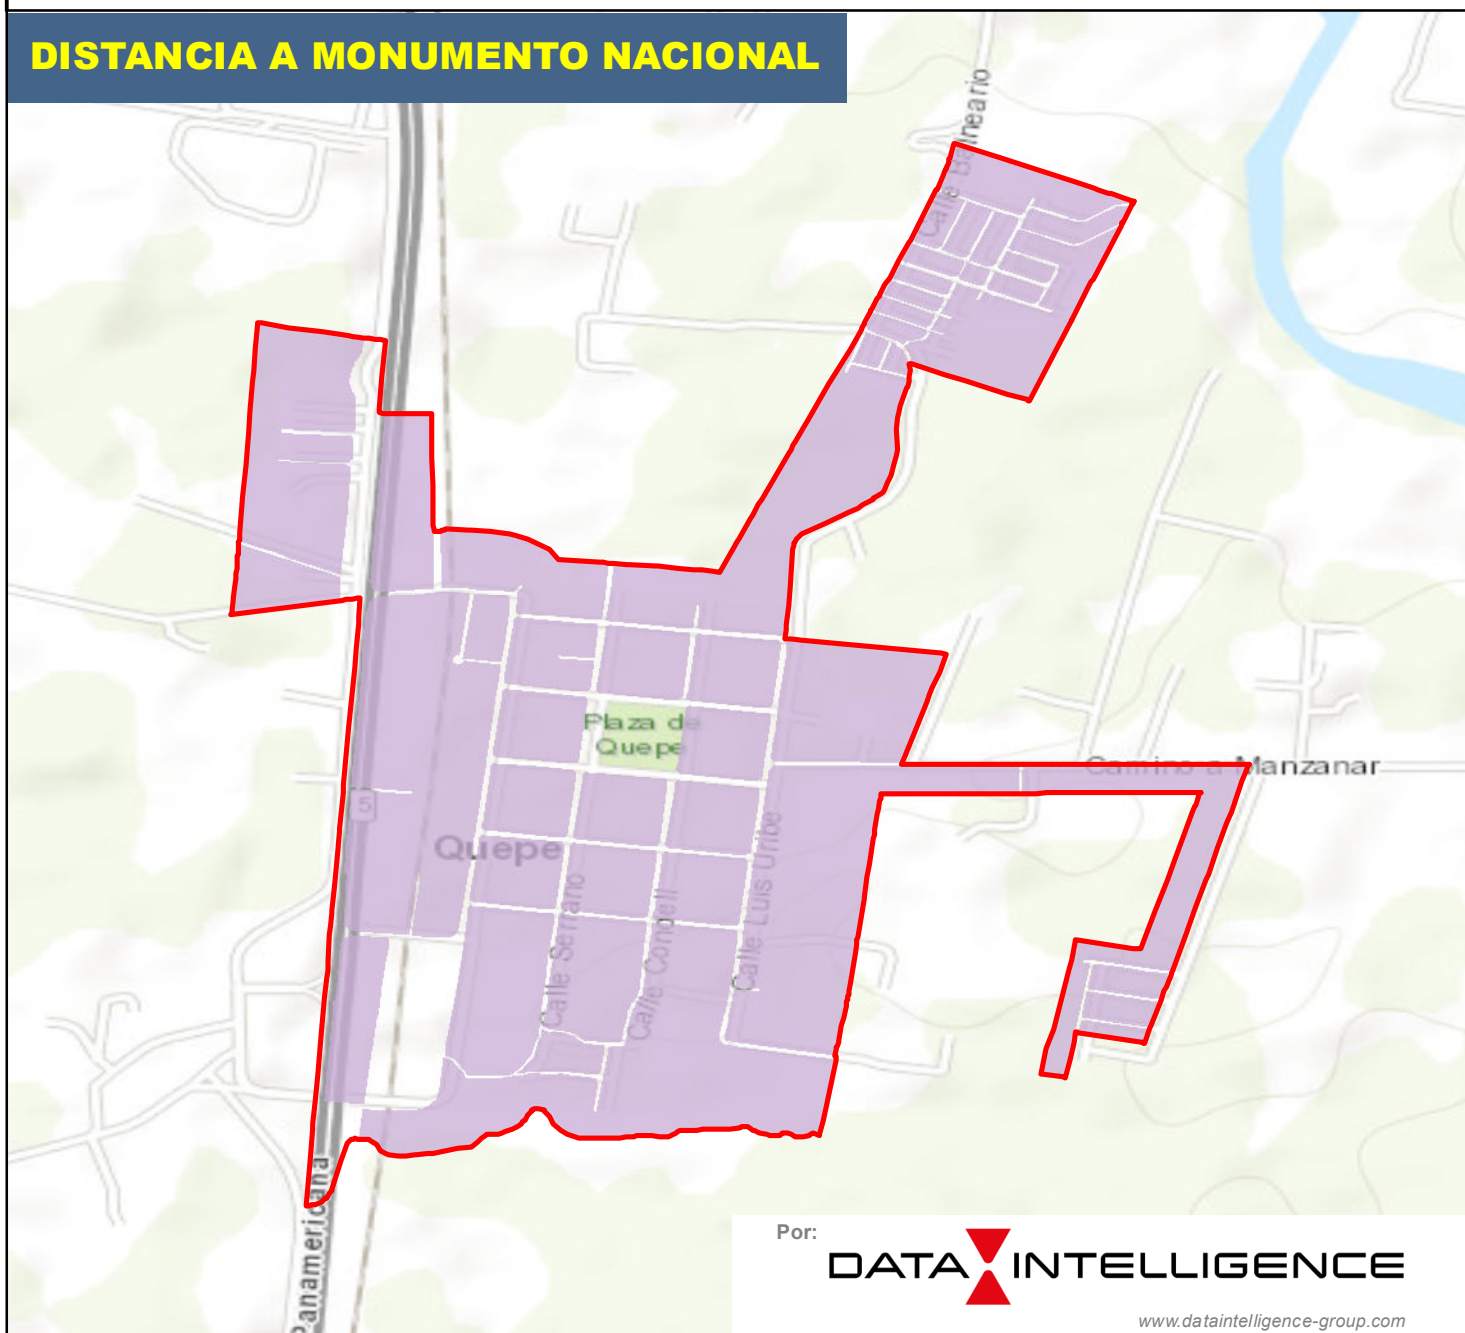 DISTANCIA A MONUMENTO NACIONAL
Calle Balneario
Plaza de
Quepe
Camino a Manzanar
5
Quepe
Calle Serrano
Calle Condell
Calle Luis Uribe
Panamericana
Por:
DATA INTELLIGENCE
www.dataintelligence-group.com